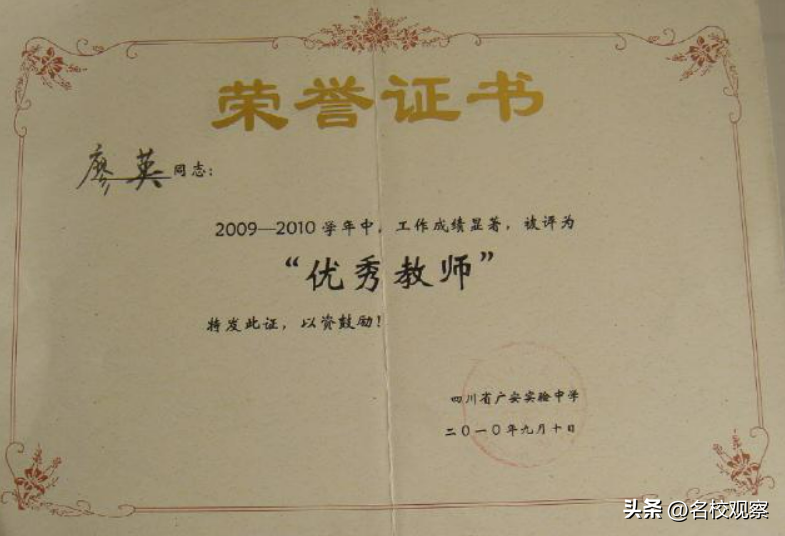 荣誉证书
廖英同志:
2009—2010学年中,工作成绩显著,被评为
“优秀教师”
特发此证,以资鼓励!
四川省广安实验中学
二0一0年九月十日
头条 @名校观察